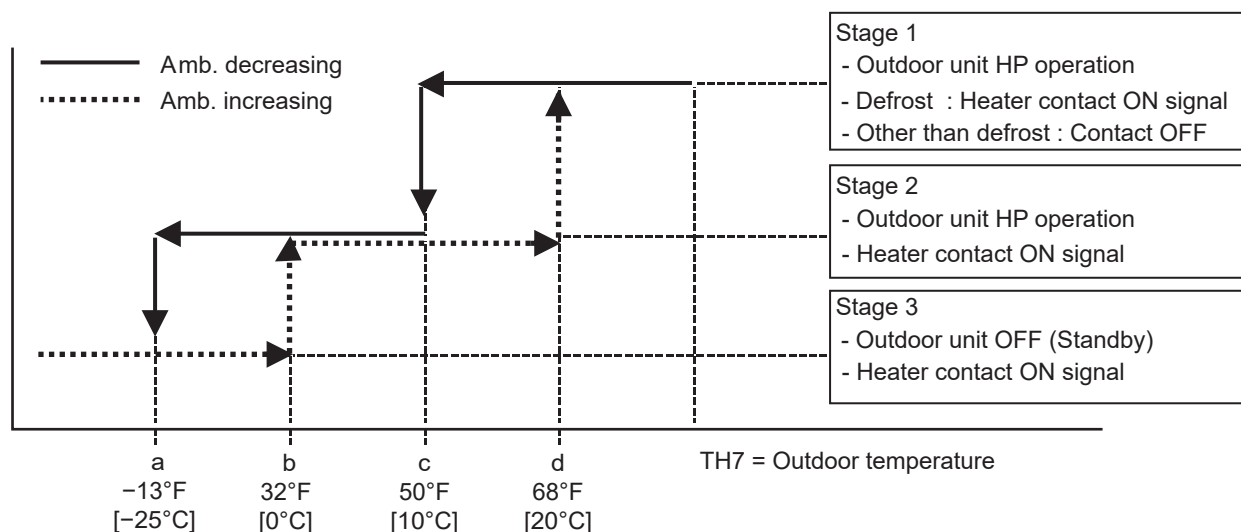 Amb. decreasing
Amb. increasing
Stage 1
- Outdoor unit HP operation
- Defrost : Heater contact ON signal
- Other than defrost : Contact OFF
Stage 2
- Outdoor unit HP operation
- Heater contact ON signal
Stage 3
- Outdoor unit OFF (Standby)
- Heater contact ON signal
a b c d TH7 = Outdoor temperature
−13°F 32°F 50°F 68°F
[−25°C] [0°C] [10°C] [20°C]